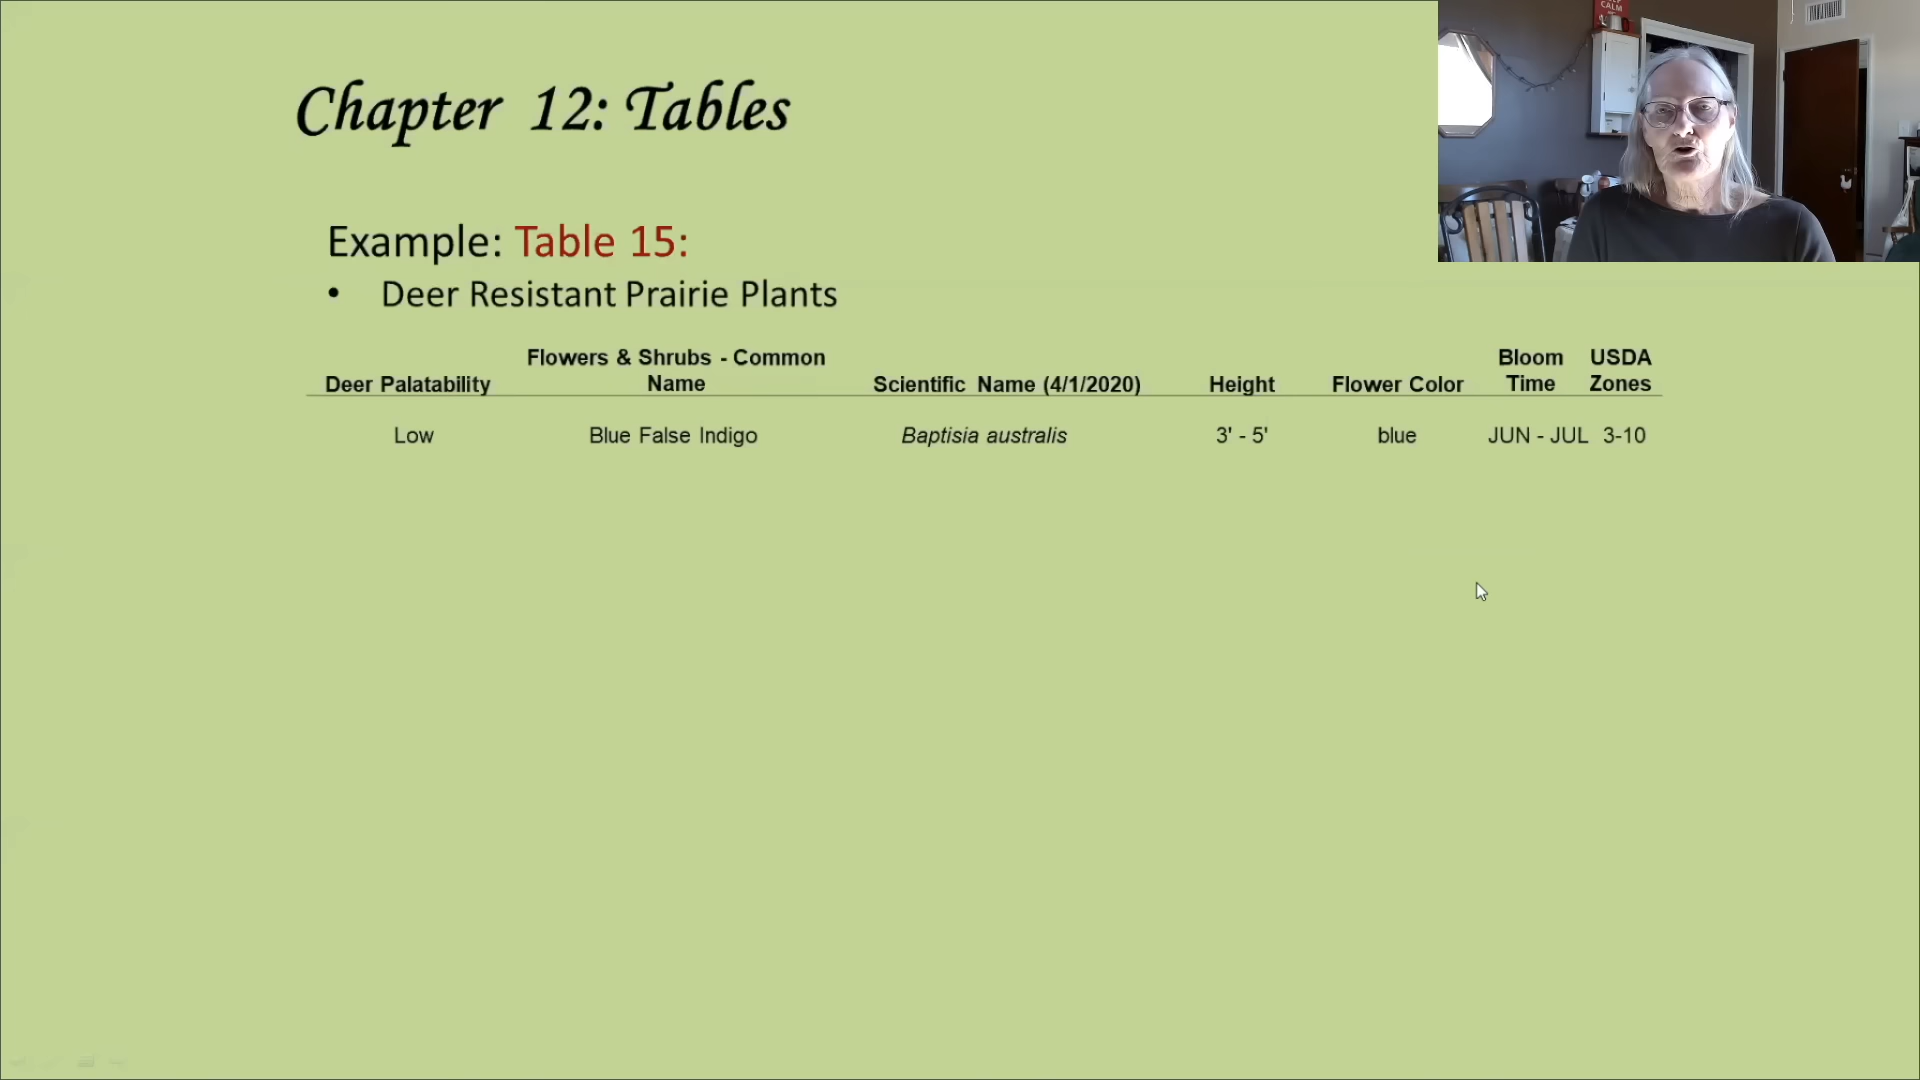 Chapter 12: Tables
CALM
Example: Table 15:
• Deer Resistant Prairie Plants
Deer Palatability Flowers & Shrubs - Common Name Scientific Name (4/1/2020) Height Flower Color Bloom Time USDA Zones
Low Blue False Indigo Baptisia australis 3' - 5' blue JUN - JUL 3-10